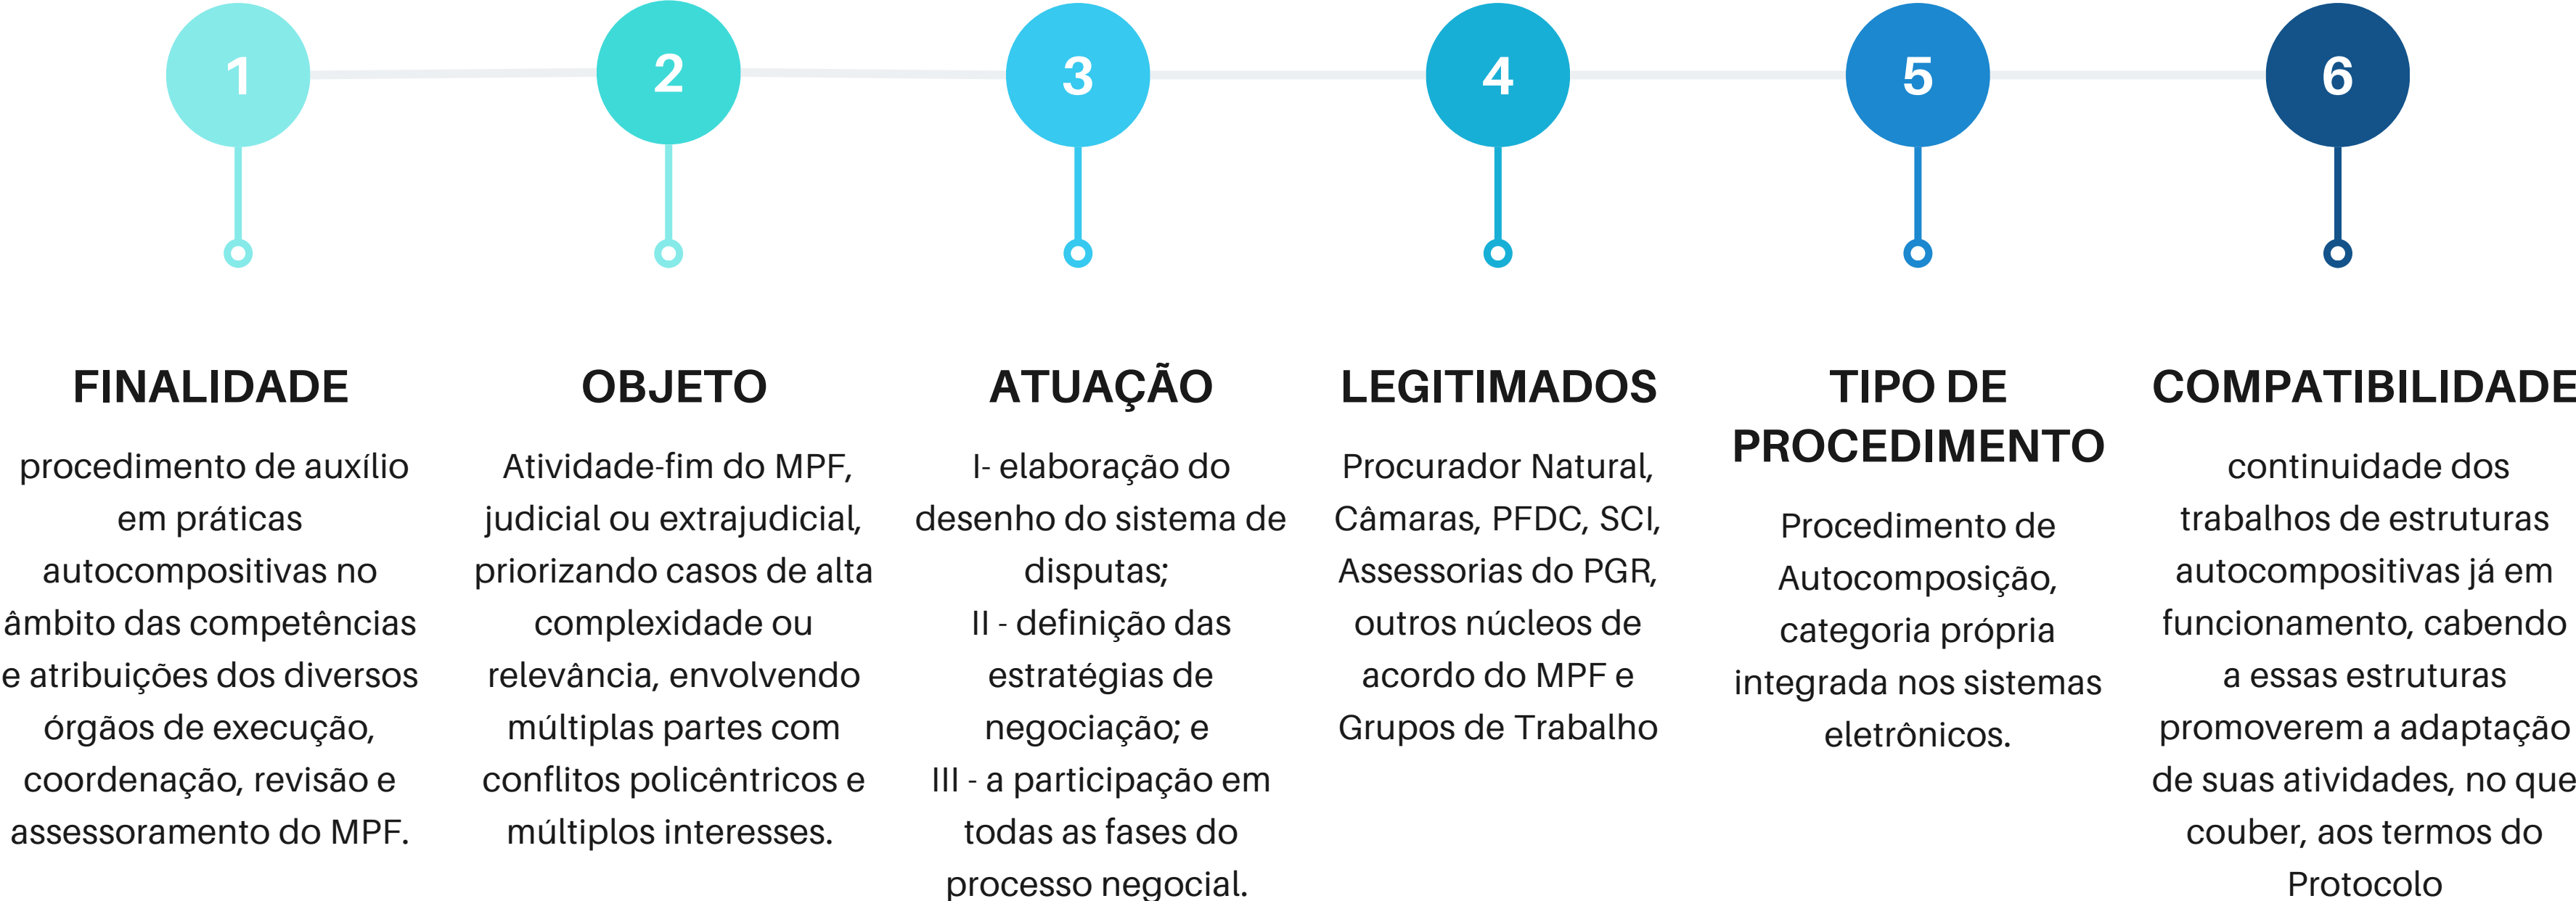 1
2
3
4
5
6
FINALIDADE
procedimento de auxílio
em práticas
autocompositivas no
âmbito das competências
e atribuições dos diversos
órgãos de execução,
coordenação, revisão e
assessoramento do MPF.
OBJETO
Atividade-fim do MPF,
judicial ou extrajudicial,
priorizando casos de alta
complexidade ou
relevância, envolvendo
múltiplas partes com
conflitos policêntricos e
múltiplos interesses.
ATUAÇÃO
I- elaboração do
desenho do sistema de
disputas;
II - definição das
estratégias de
negociação; e
III - a participação em
todas as fases do
processo negocial.
LEGITIMADOS
Procurador Natural,
Câmaras, PFDC, SCI,
Assessorias do PGR,
outros núcleos de
acordo do MPF e
Grupos de Trabalho
TIPO DE
PROCEDIMENTO
Procedimento de
Autocomposição,
categoria própria
integrada nos sistemas
eletrônicos.
COMPATIBILIDADE
continuidade dos
trabalhos de estruturas
autocompositivas já em
funcionamento, cabendo
a essas estruturas
promoverem a adaptação
de suas atividades, no que
couber, aos termos do
Protocolo